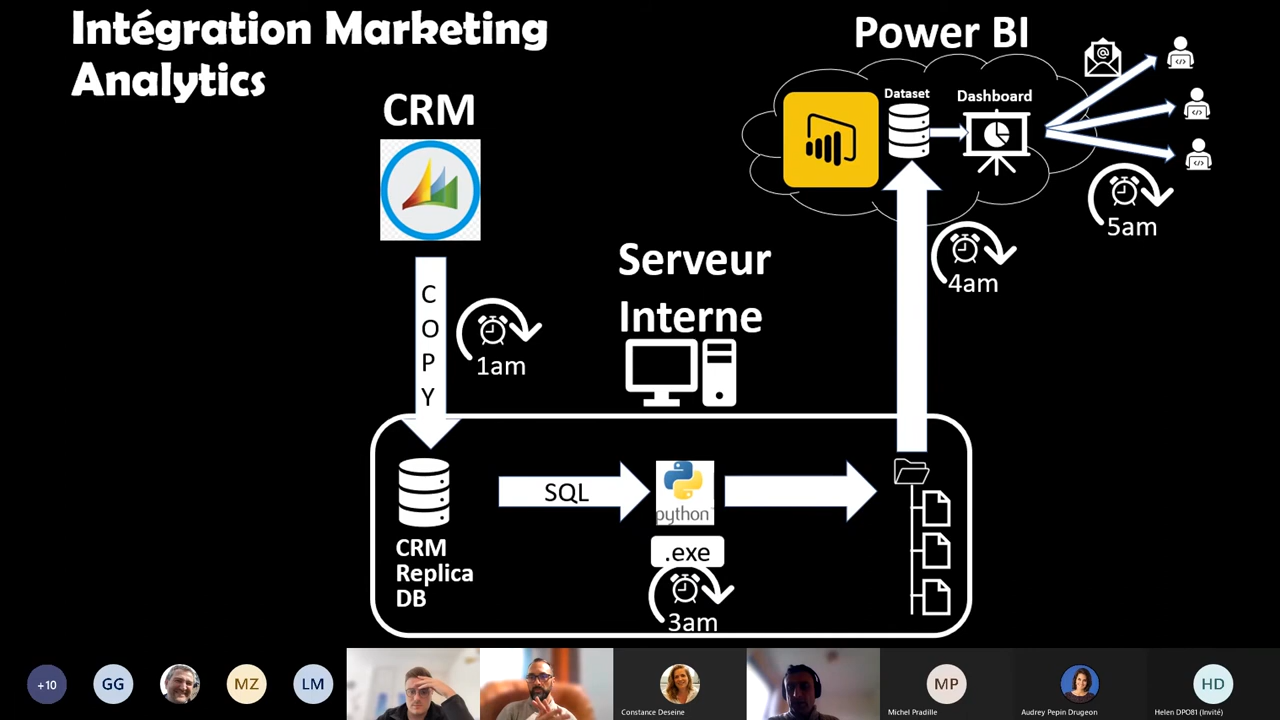 Intégration Marketing
Analytics
Power BI
CRM
Dataset
Dashboard
5am
4am
Serveur
Interne
COPY
1am
SQL
python
.exe
3am
CRM
Replica
DB
+10
GG
MZ
LM
Constance Deseine
MP
Michel Pradille
Audrey Pepin Drugeon
HD
Helen DPO81 (Invité)